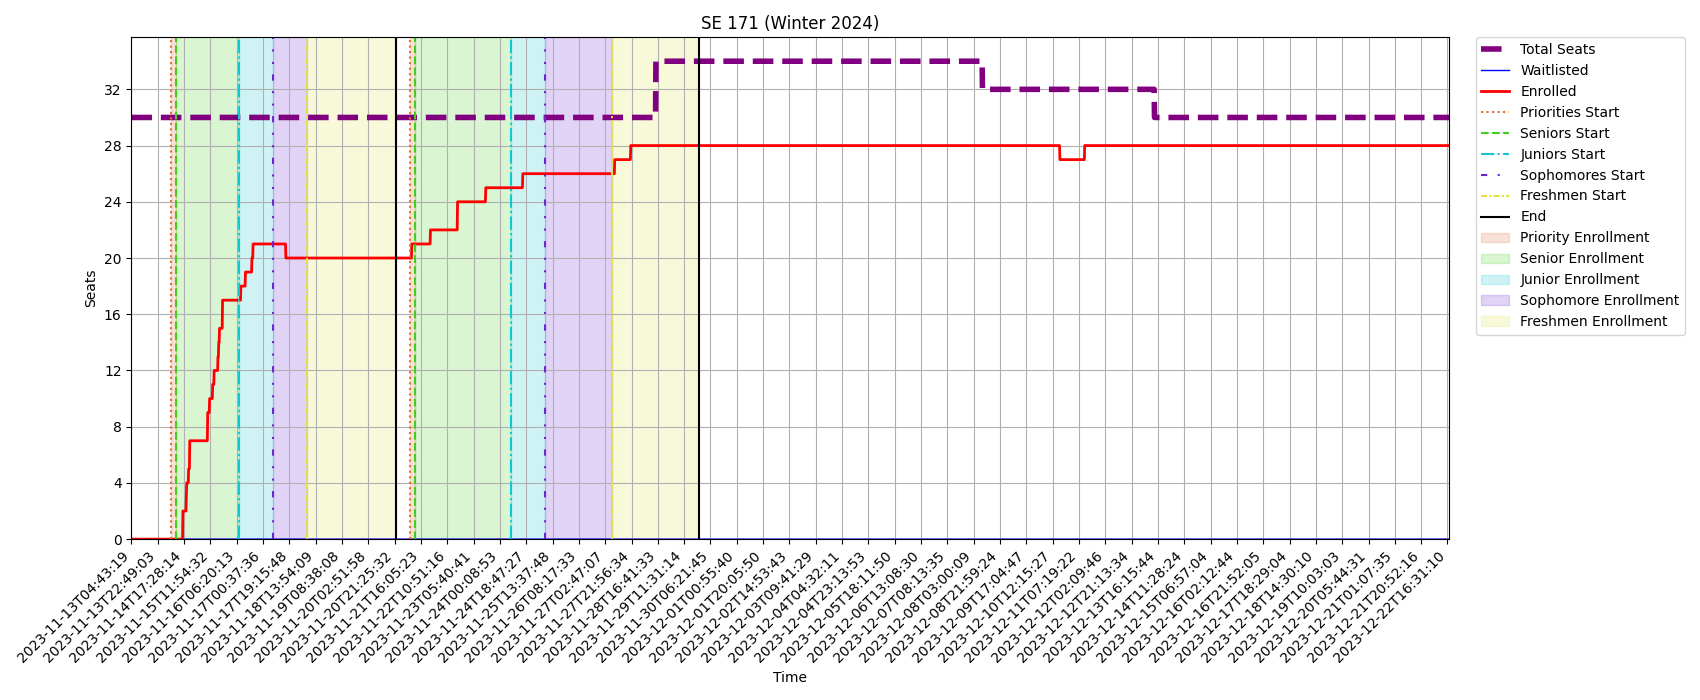 SE 171 (Winter 2024)
Seats
32
28
24
20
16
12
8
4
0
2023-11-13T04:43:19
2023-11-13T22:49:03
2023-11-14T17:28:14
2023-11-15T11:54:32
2023-11-16T06:20:13
2023-11-17T00:37:36
2023-11-17T19:15:48
2023-11-18T13:54:09
2023-11-19T08:38:08
2023-11-20T02:51:58
2023-11-20T21:25:32
2023-11-21T16:05:23
2023-11-22T10:51:16
2023-11-23T05:40:41
2023-11-24T00:08:53
2023-11-24T18:47:27
2023-11-25T13:37:48
2023-11-26T08:17:33
2023-11-27T02:47:07
2023-11-27T21:56:34
2023-11-28T16:41:33
2023-11-29T11:31:14
2023-11-30T06:21:45
2023-12-01T00:55:40
2023-12-01T20:05:50
2023-12-02T14:53:43
2023-12-03T09:41:29
2023-12-04T04:32:11
2023-12-04T23:13:53
2023-12-05T18:11:50
2023-12-06T13:08:30
2023-12-07T08:13:35
2023-12-08T03:00:09
2023-12-08T21:59:24
2023-12-09T17:04:47
2023-12-10T12:15:27
2023-12-11T07:19:22
2023-12-12T02:09:46
2023-12-12T21:13:34
2023-12-13T16:15:44
2023-12-14T11:28:24
2023-12-15T06:57:04
2023-12-16T02:12:44
2023-12-16T21:52:05
2023-12-17T18:29:04
2023-12-18T14:30:10
2023-12-19T10:03:03
2023-12-20T05:44:31
2023-12-21T01:07:35
2023-12-21T20:52:16
2023-12-22T16:31:10
Time
Total Seats
Waitlisted
Enrolled
Priorities Start
Seniors Start
Juniors Start
Sophomores Start
Freshmen Start
End
Priority Enrollment
Senior Enrollment
Junior Enrollment
Sophomore Enrollment
Freshmen Enrollment